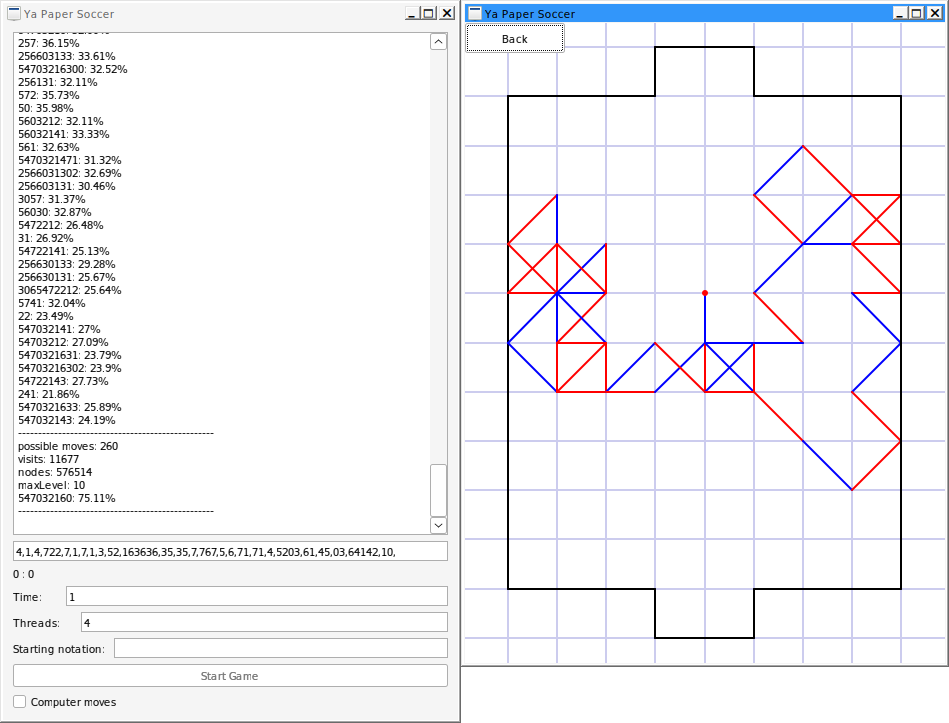 Ya Paper Soccer
257: 36.15%
256603133: 33.61%
54703216300: 32.52%
256131: 32.11%
572: 35.73%
50: 35.98%
5603212: 32.11%
56032141: 33.33%
561: 32.63%
5470321471: 31.32%
2566031302: 32.69%
256603131: 30.46%
3057: 31.37%
56030: 32.87%
5472212: 26.48%
31: 26.92%
54722141: 25.13%
256630133: 29.28%
256630131: 25.67%
3065472212: 25.64%
5741: 32.04%
22: 23.49%
547032141: 27%
54703212: 27.09%
5470321631: 23.79%
54703216302: 23.9%
54722143: 27.73%
241: 21.86%
5470321633: 25.89%
547032143: 24.19%
-----------------------------------------------------
possible moves: 260
visits: 11677
nodes: 576514
maxLevel: 10
547032160: 75.11%
-----------------------------------------------------
4,1,4,722,7,1,7,1,3,52,163636,35,35,7,767,5,6,71,71,4,5203,61,45,03,64142,10,
0 : 0
Time: 1
Threads: 4
Starting notation:
Start Game
Computer moves
Ya Paper Soccer
Back